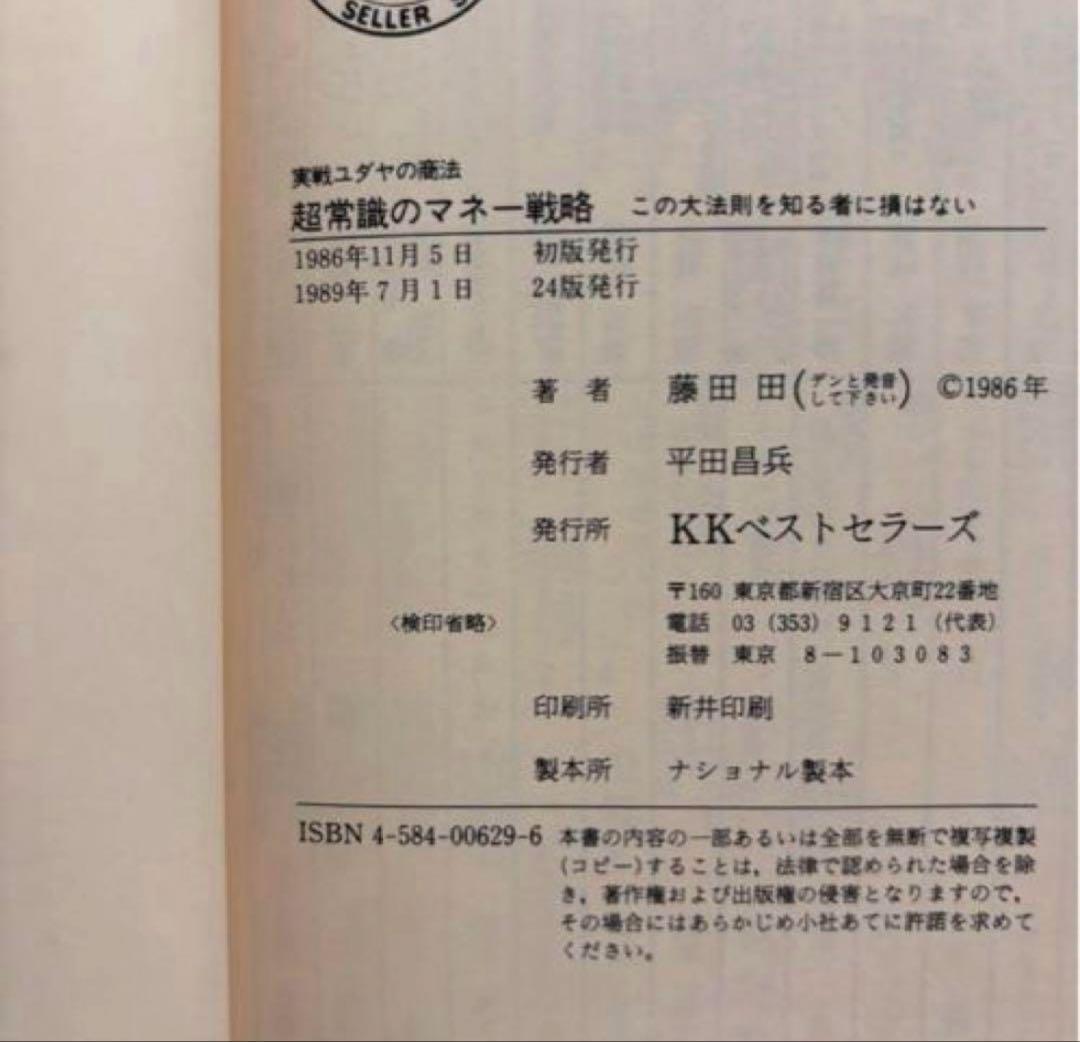 SELLER
実戦ユダヤの商法
超常識のマネー戦略 この大法則を知る者に損はない
1986年11月5日 初版発行
1989年7月1日 24版発行
著者 藤田 田(デンと発音して下さい) ©1986年
発行者 平田昌兵
発行所 KKベストセラーズ
〒160 東京都新宿区大京町22番地
〈検印省略〉 電話 03 (353) 9121 (代表)
振替 東京 8-103083
印刷所 新井印刷
製本所 ナショナル製本
ISBN 4-584-00629-6 本書の内容の一部あるいは全部を無断で複写複製
(コピー)することは、法律で認められた場合を除
き、著作権および出版権の侵害となりますので、
その場合にはあらかじめ小社あてに許諾を求めて
ください。